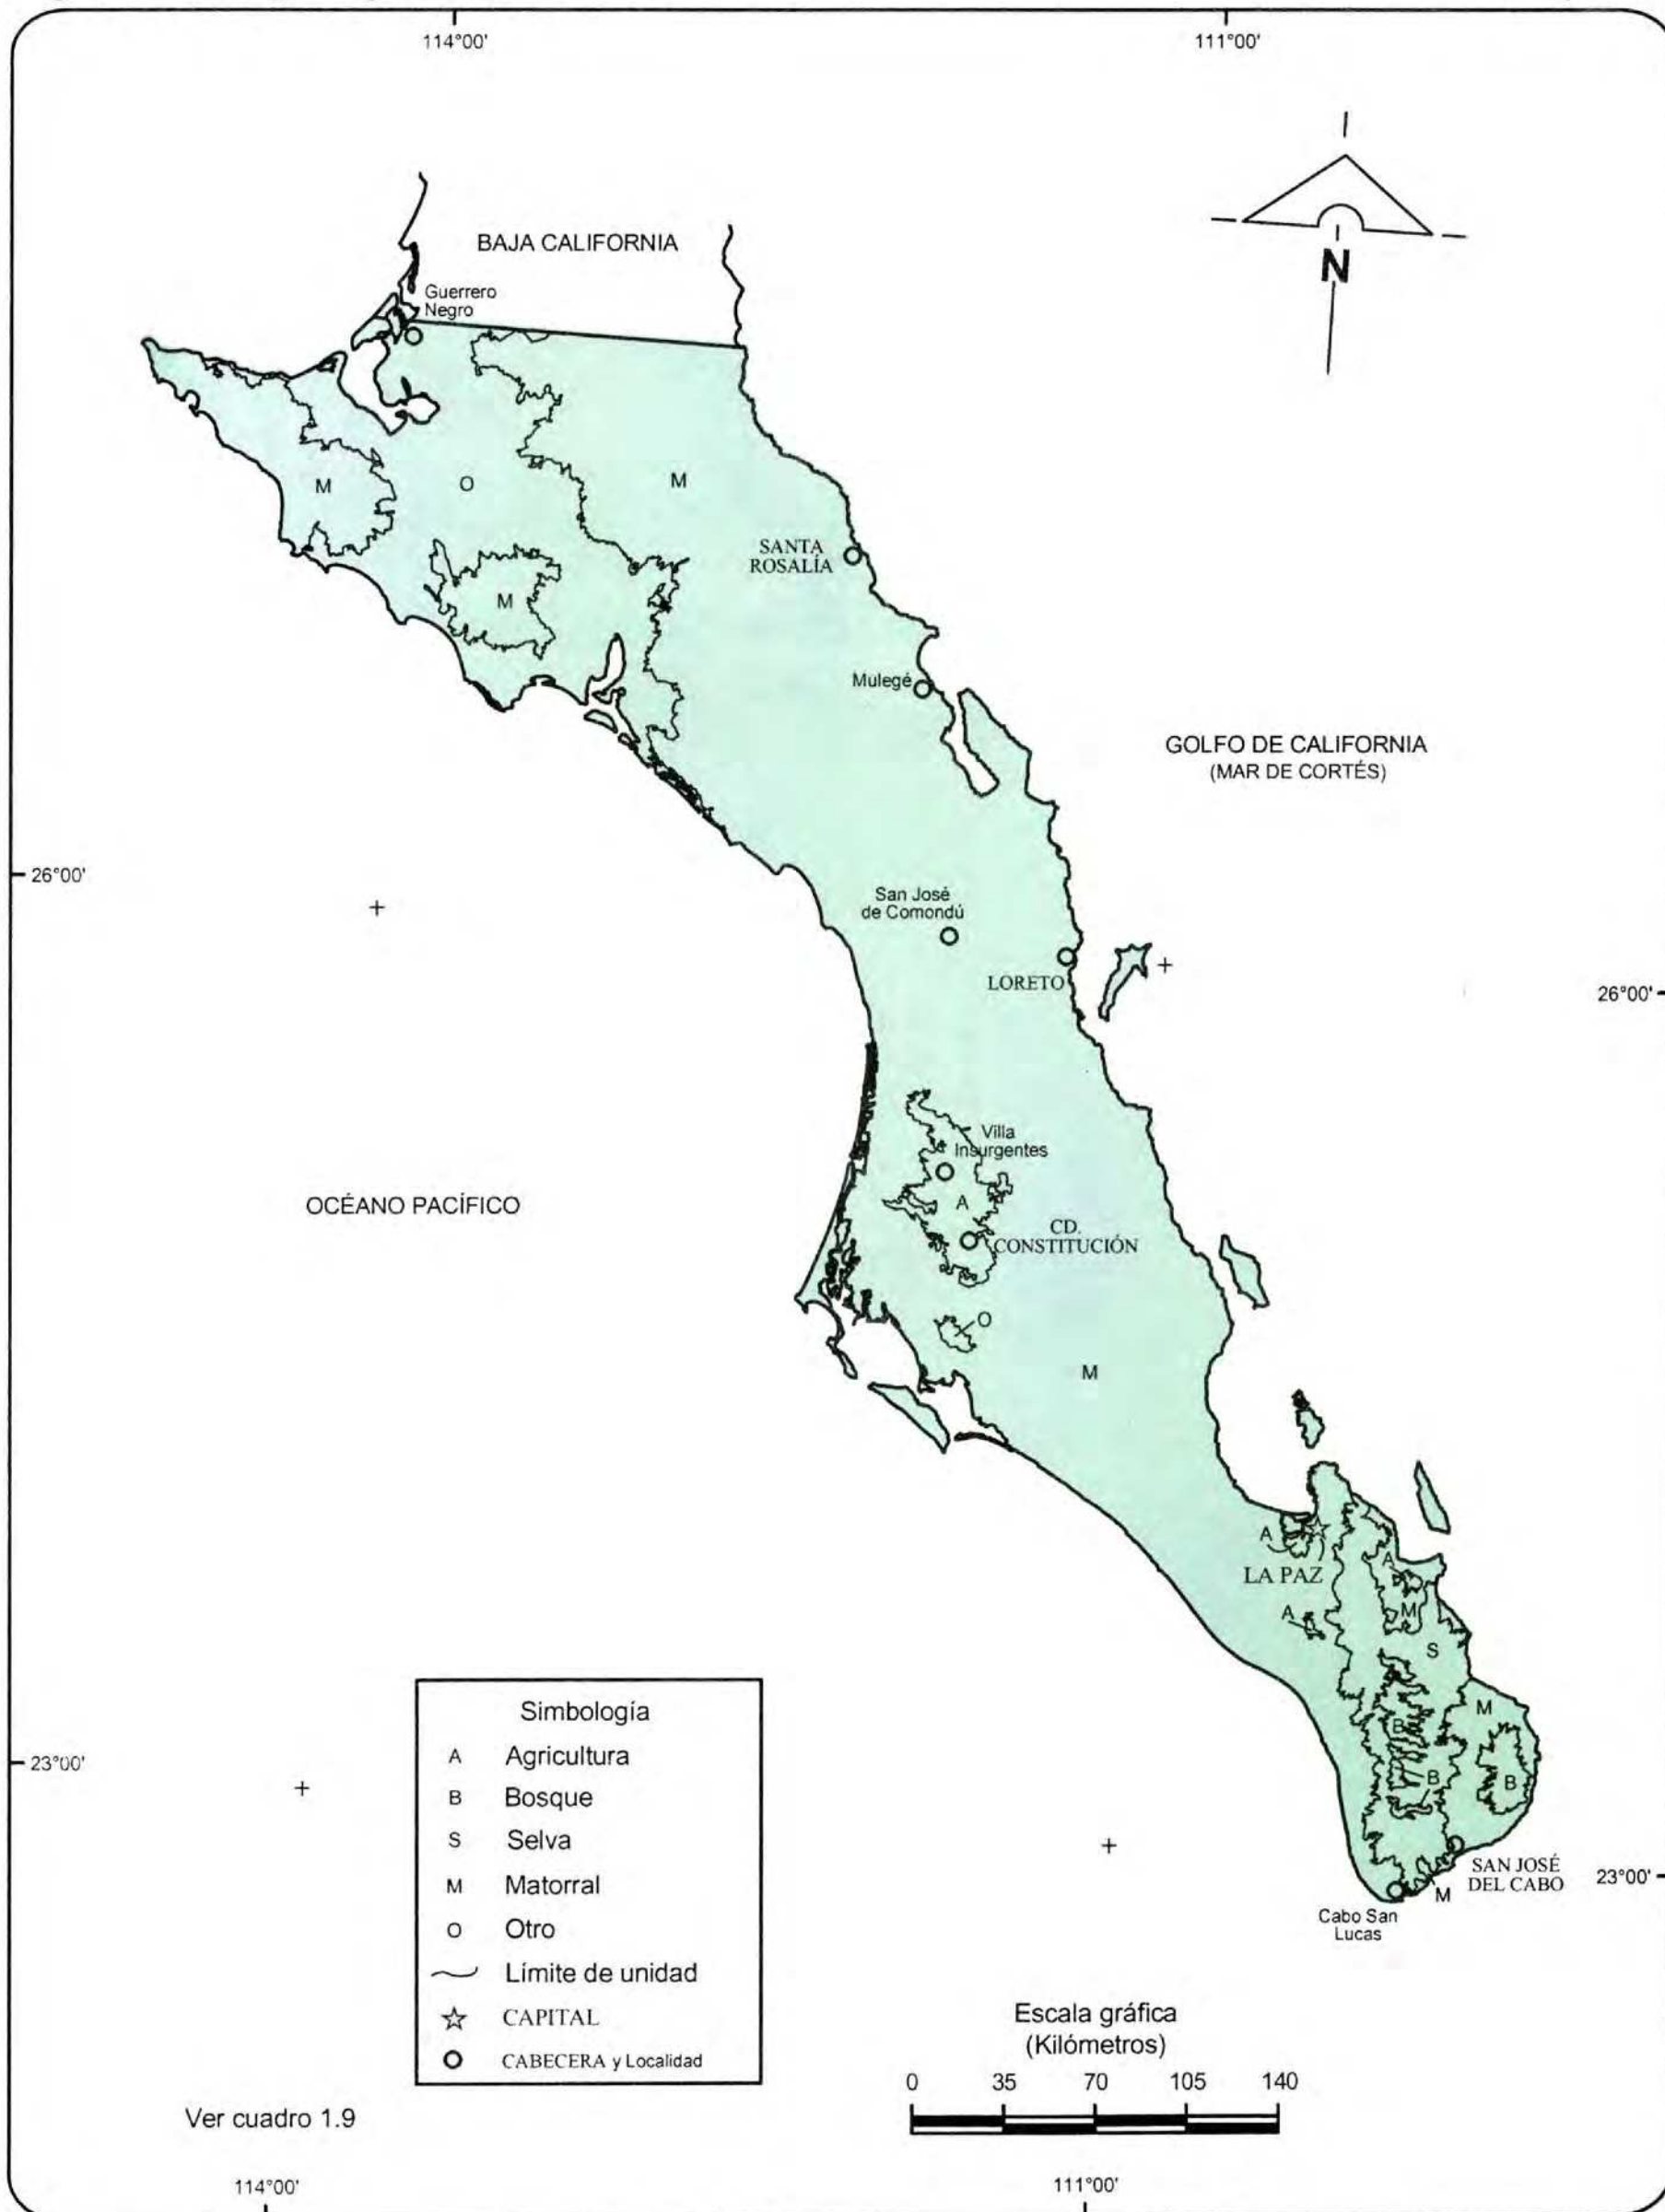 114°00'
111°00'
BAJA CALIFORNIA
N
Guerrero
Negro
M
O
M
SANTA
ROSALÍA
M
Mulegé
GOLFO DE CALIFORNIA
(MAR DE CORTÉS)
26°00'
San José
de Comondú
LORETO
26°00'
Villa
Insurgentes
A
OCÉANO PACÍFICO
CD.
CONSTITUCIÓN
O
M
A
LA PAZ
A
A
M
S
M
B
B
B
SAN JOSÉ
DEL CABO
M
Cabo San
Lucas
23°00'
23°00'
Simbología
A Agricultura
B Bosque
S Selva
M Matorral
O Otro
Límite de unidad
CAPITAL
CABECERA y Localidad
Escala gráfica
(Kilómetros)
0 35 70 105 140
Ver cuadro 1.9
114°00'
111°00'